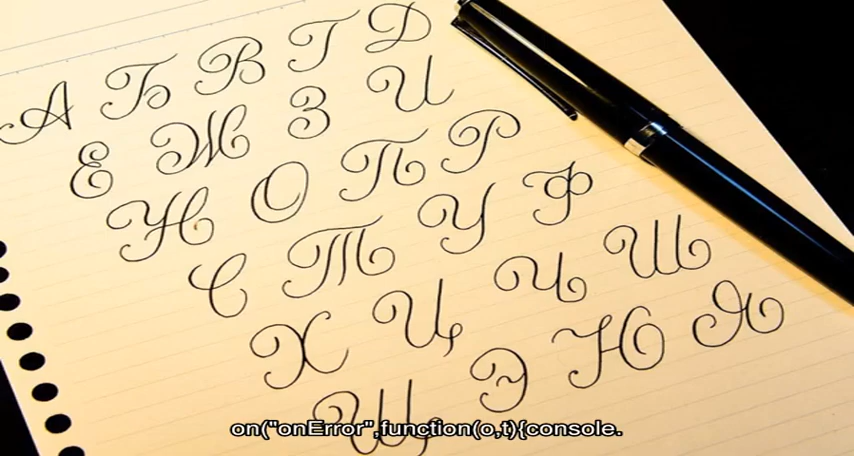 А Б В Г Д
Е Ж З И
Н О П Р
С Т У Ф
Х Ц Ч Ш
Щ Э Ю Я
on("onError",function(o,t){console.